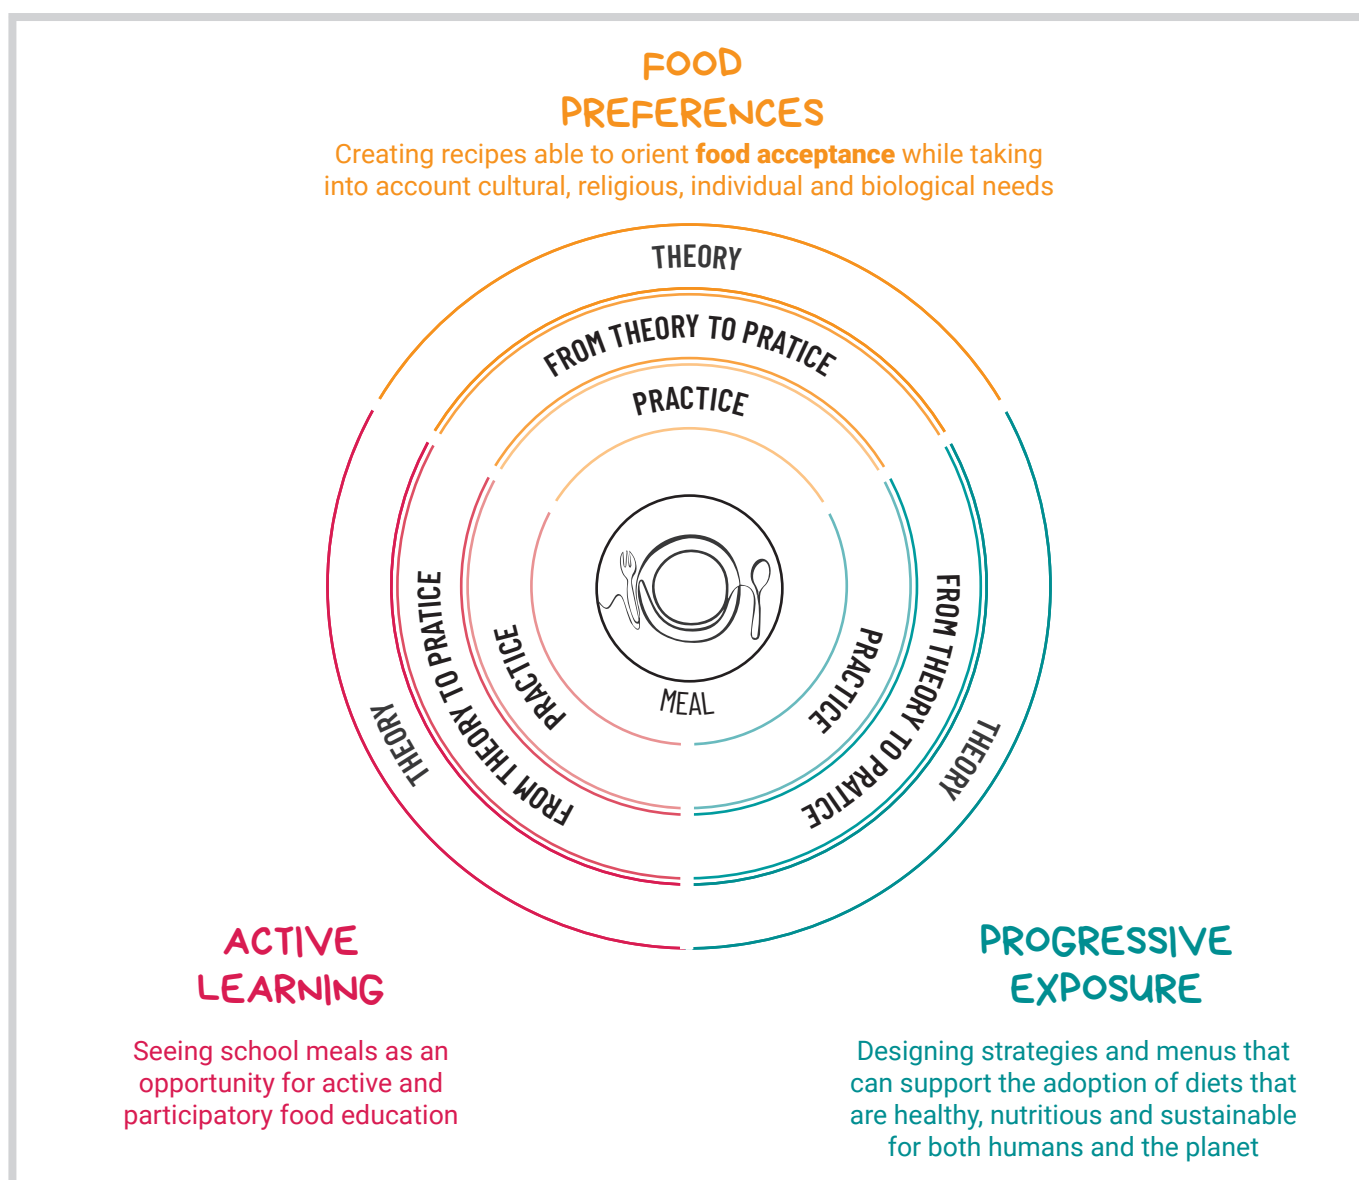 FOOD
PREFERENCES
Creating recipes able to orient food acceptance while taking
into account cultural, religious, individual and biological needs
THEORY
FROM THEORY TO PRATICE
PRACTICE
MEAL
THEORY
FROM THEORY TO PRATICE
PRACTICE
PRACTICE
FROM THEORY TO PRATICE
THEORY
ACTIVE
LEARNING
Seeing school meals as an
opportunity for active and
participatory food education
PROGRESSIVE
EXPOSURE
Designing strategies and menus that
can support the adoption of diets that
are healthy, nutritious and sustainable
for both humans and the planet